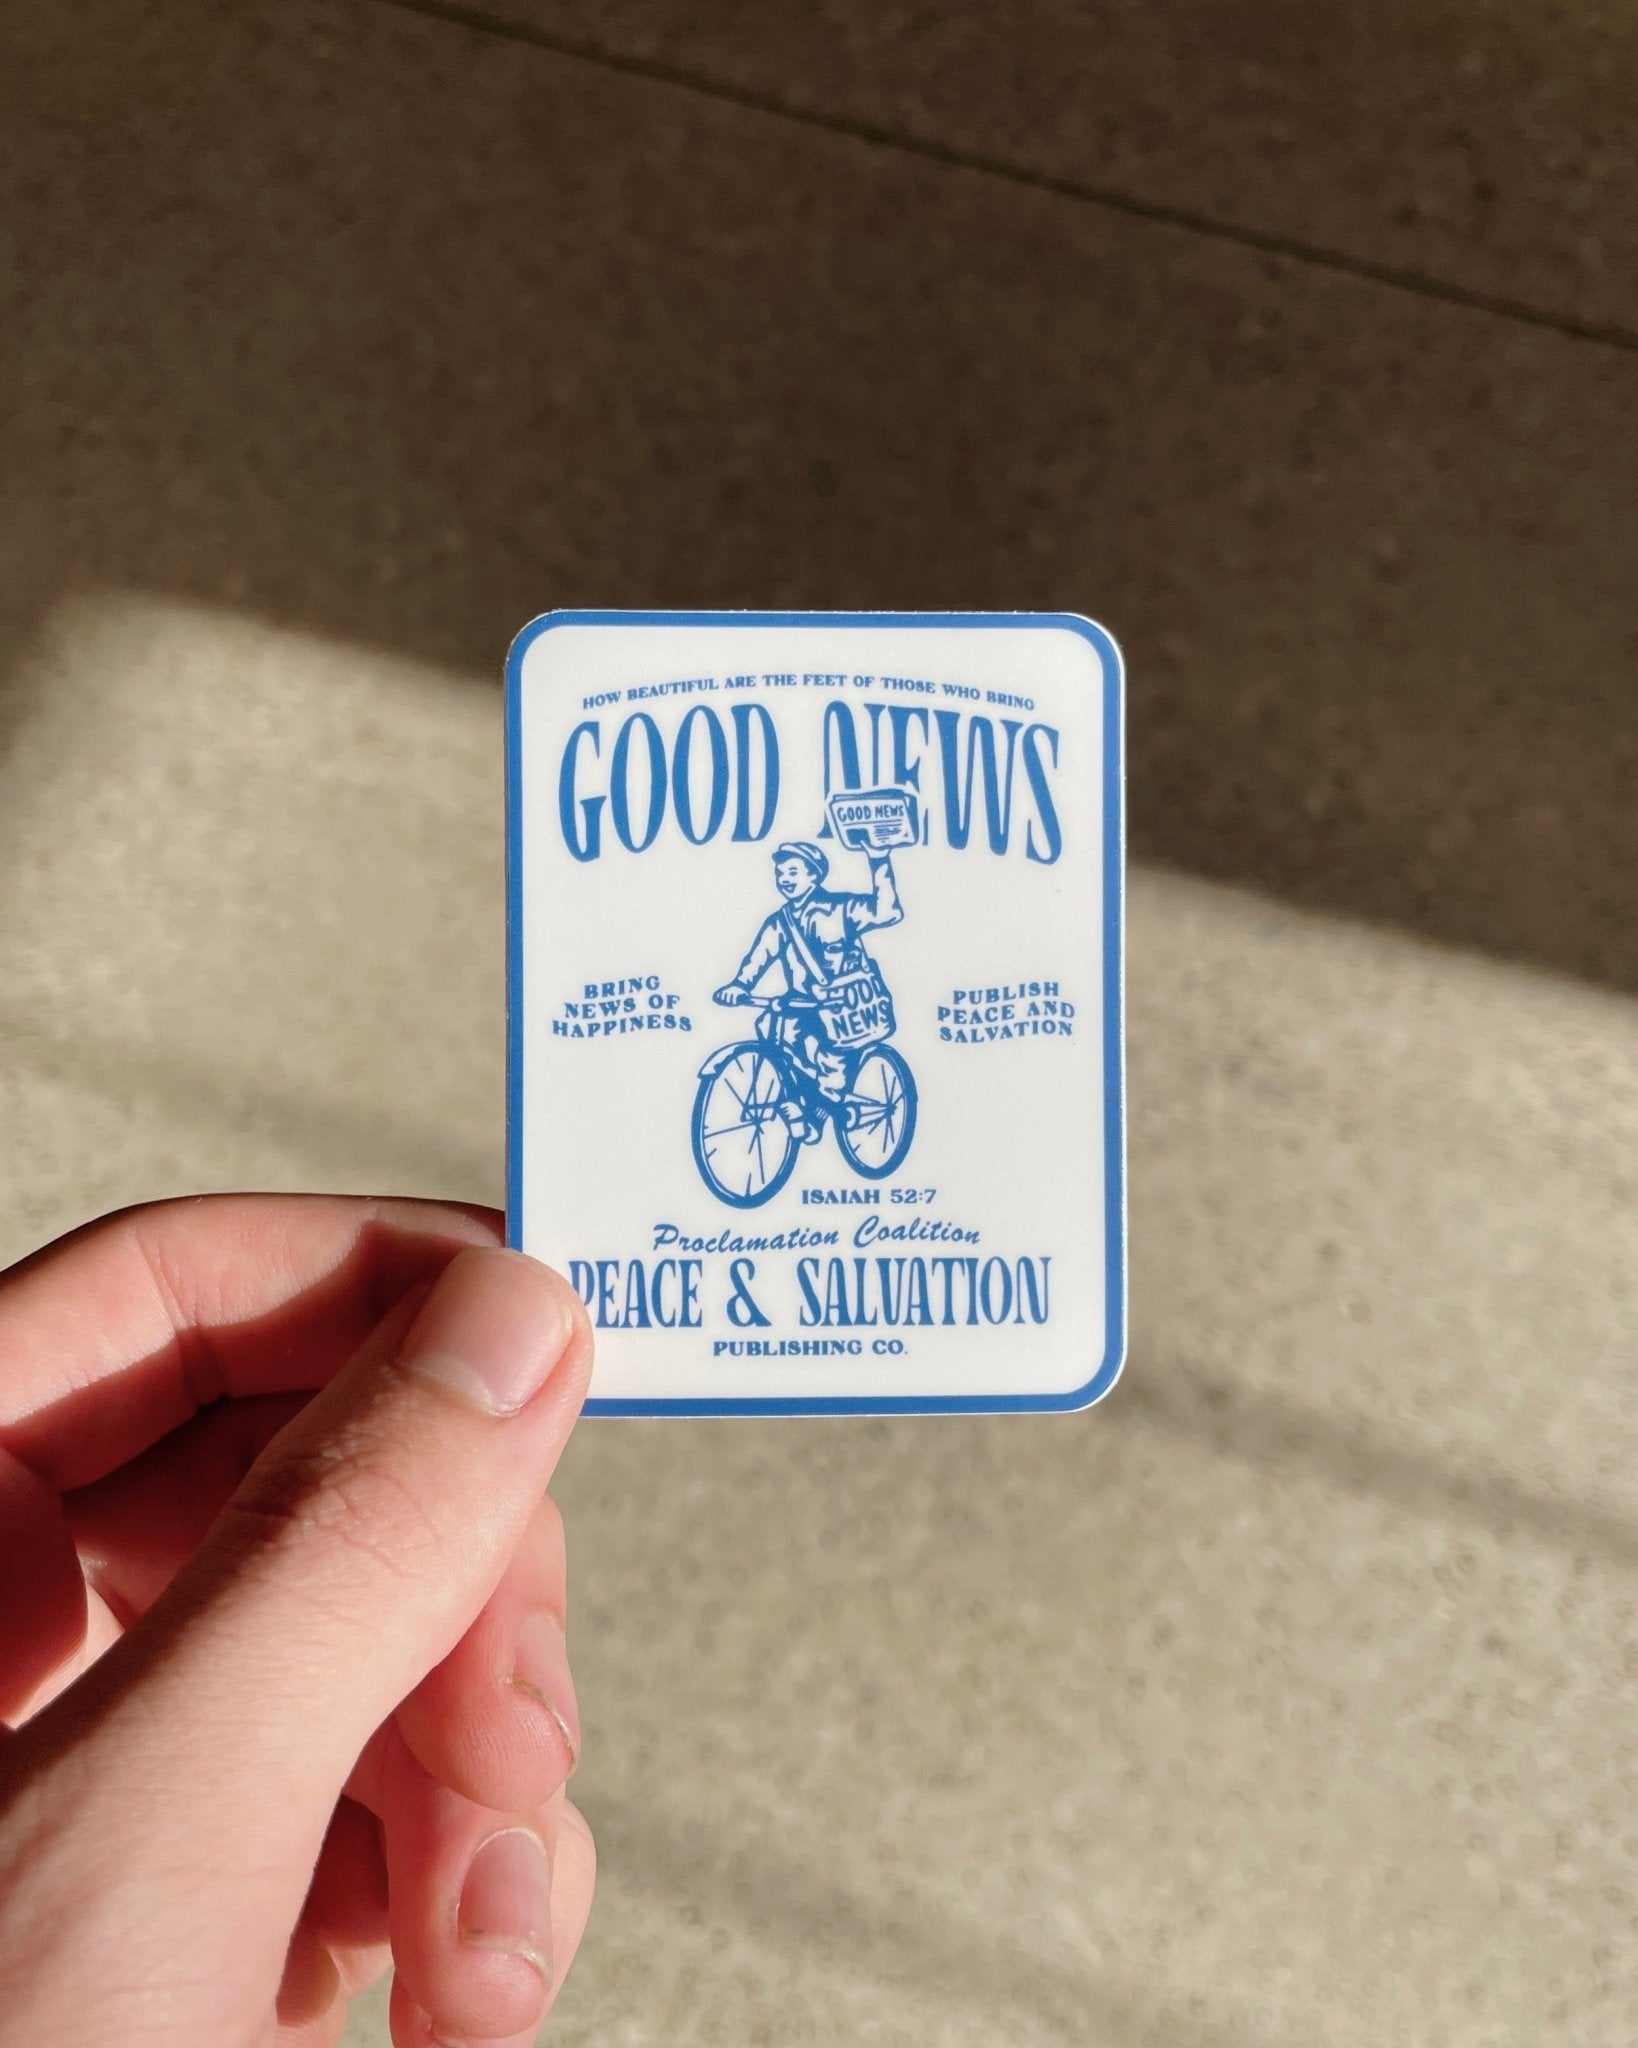 HOW BEAUTIFUL ARE THE FEET OF THOSE WHO BRING
GOOD NEWS
GOOD NEWS
BRING
NEWS OF
HAPPINESS
GOOD
NEWS
PUBLISH
PEACE AND
SALVATION
ISAIAH 52:7
Proclamation Coalition
PEACE & SALVATION
PUBLISHING CO.